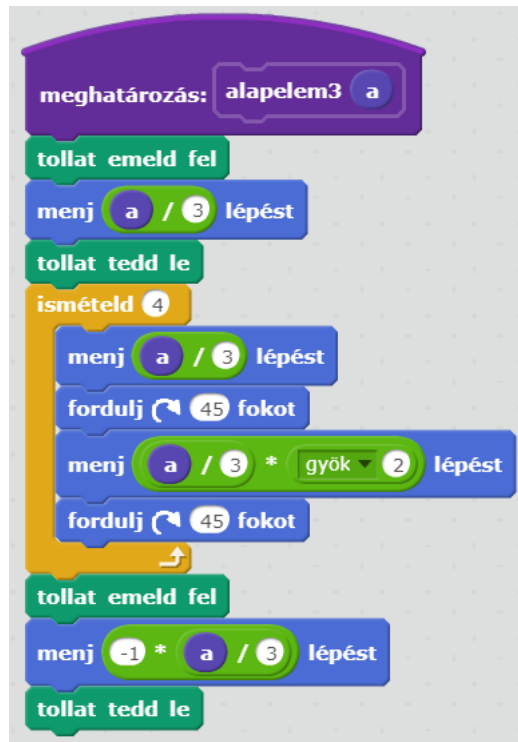 meghatározás: alapelem3 a
tollat emeld fel
menj a / 3 lépést
tollat tedd le
ismételd 4
menj a / 3 lépést
fordulj 45 fokot
menj a / 3 * gyök 2 lépést
fordulj 45 fokot
tollat emeld fel
menj -1 * a / 3 lépést
tollat tedd le